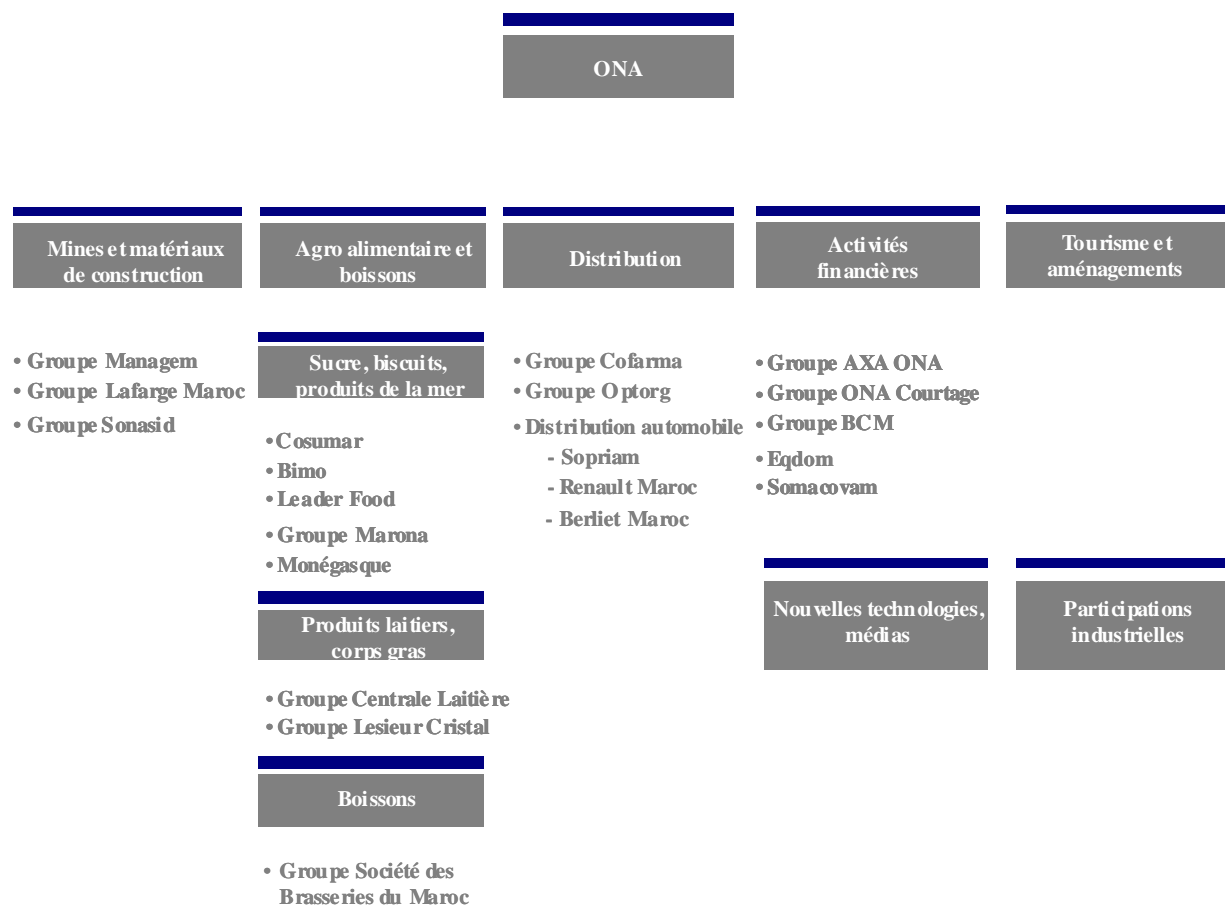 ONA
Mines et matériaux
de construction
Agro alimentaire et
boissons
Distribution
Activités
financières
Tourisme et
aménagements
• Groupe Managem
• Groupe Lafarge Maroc
• Groupe Sonasid
Sucre, biscuits,
produits de la mer
• Cosumar
• Bimo
• Leader Food
• Groupe Marona
• Monégasque
Produits laitiers,
corps gras
• Groupe Centrale Laitière
• Groupe Lesieur Cristal
Boissons
• Groupe Société des
Brasseries du Maroc
• Groupe Cofarma
• Groupe Optorg
• Distribution automobile
- Sopriam
- Renault Maroc
- Berliet Maroc
• Groupe AXA ONA
• Groupe ONA Courtage
• Groupe BCM
• Eqdom
• Somacovam
Nouvelles technologies,
médias
Participations
industrielles